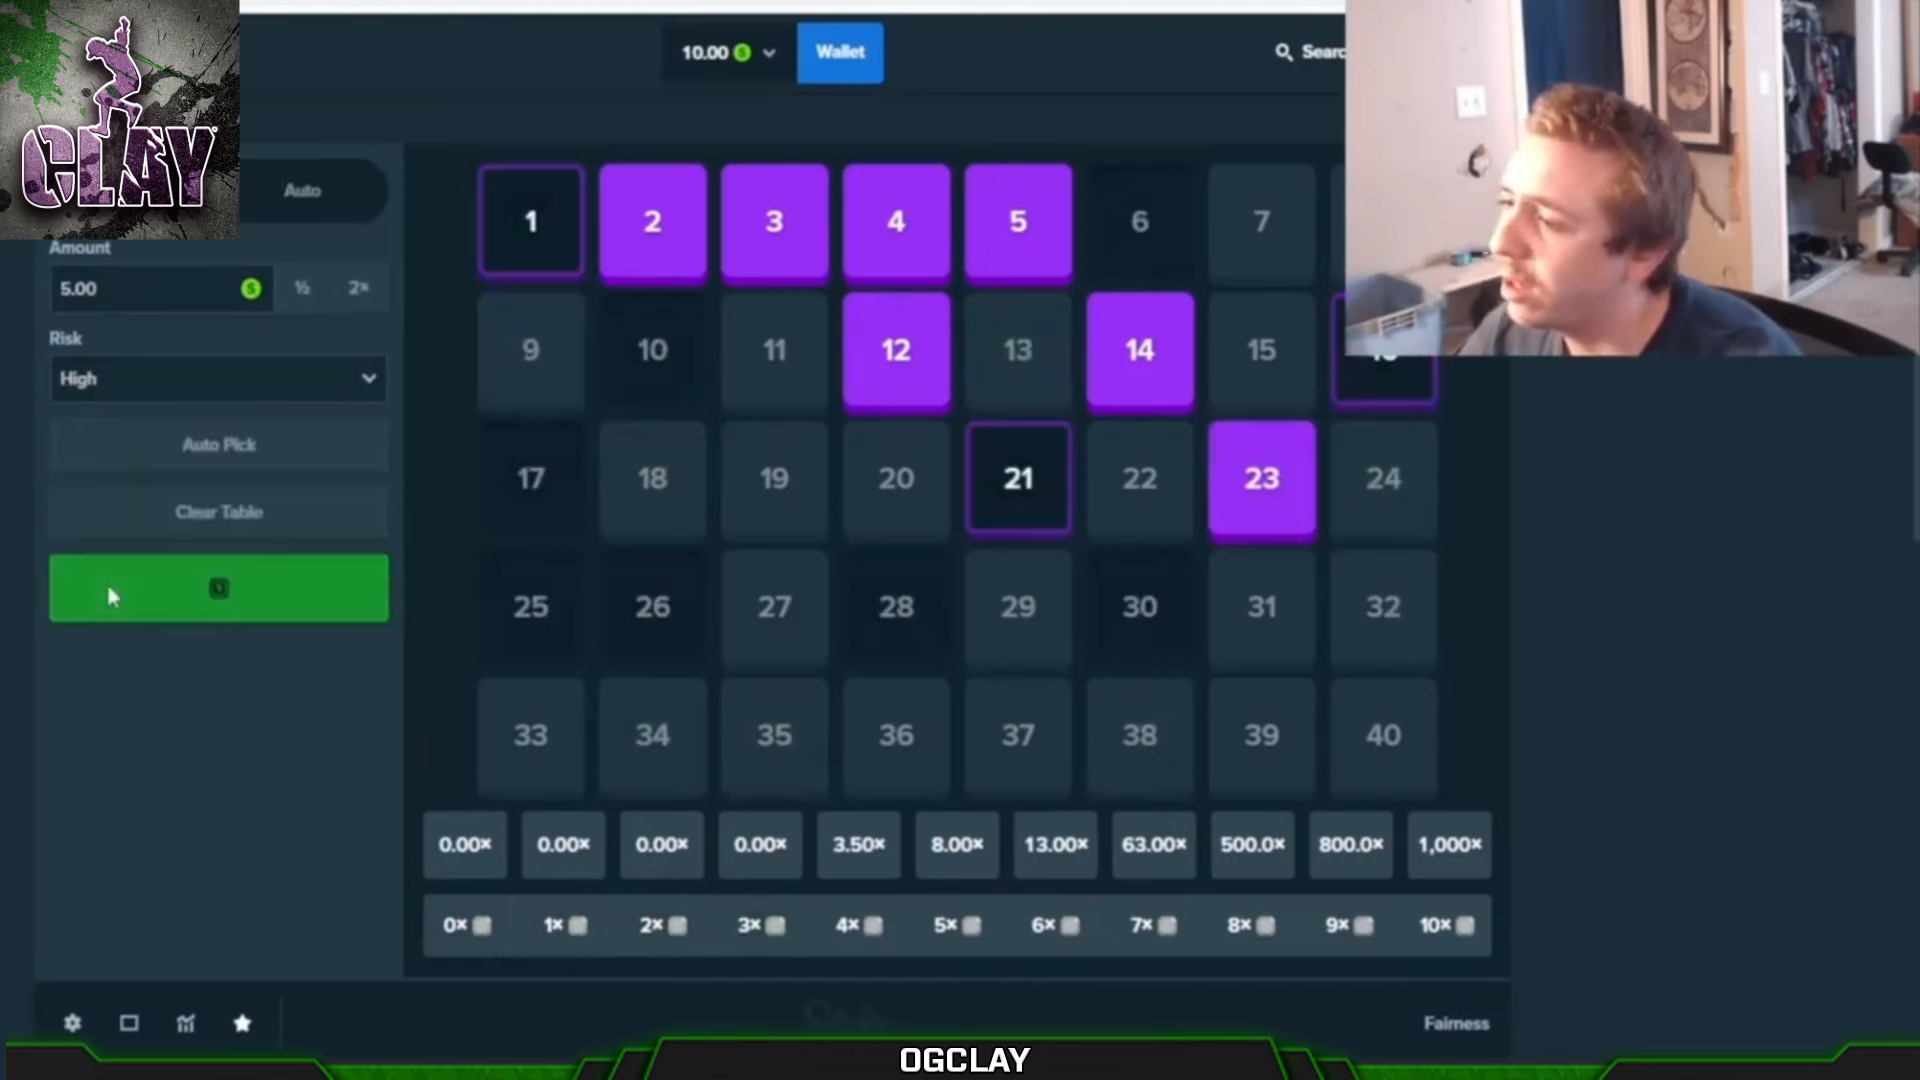 10.00 Wallet
CLAY
Auto
Amount
5.00 ½ 2×
Risk
High
Auto Pick
Clear Table
1 2 3 4 5 6 7
9 10 11 12 13 14 15
17 18 19 20 21 22 23 24
25 26 27 28 29 30 31 32
33 34 35 36 37 38 39 40
0.00× 0.00× 0.00× 0.00× 3.50× 8.00× 13.00× 63.00× 500.0× 800.0× 1,000×
0× 1× 2× 3× 4× 5× 6× 7× 8× 9× 10×
Fairness
OGCLAY